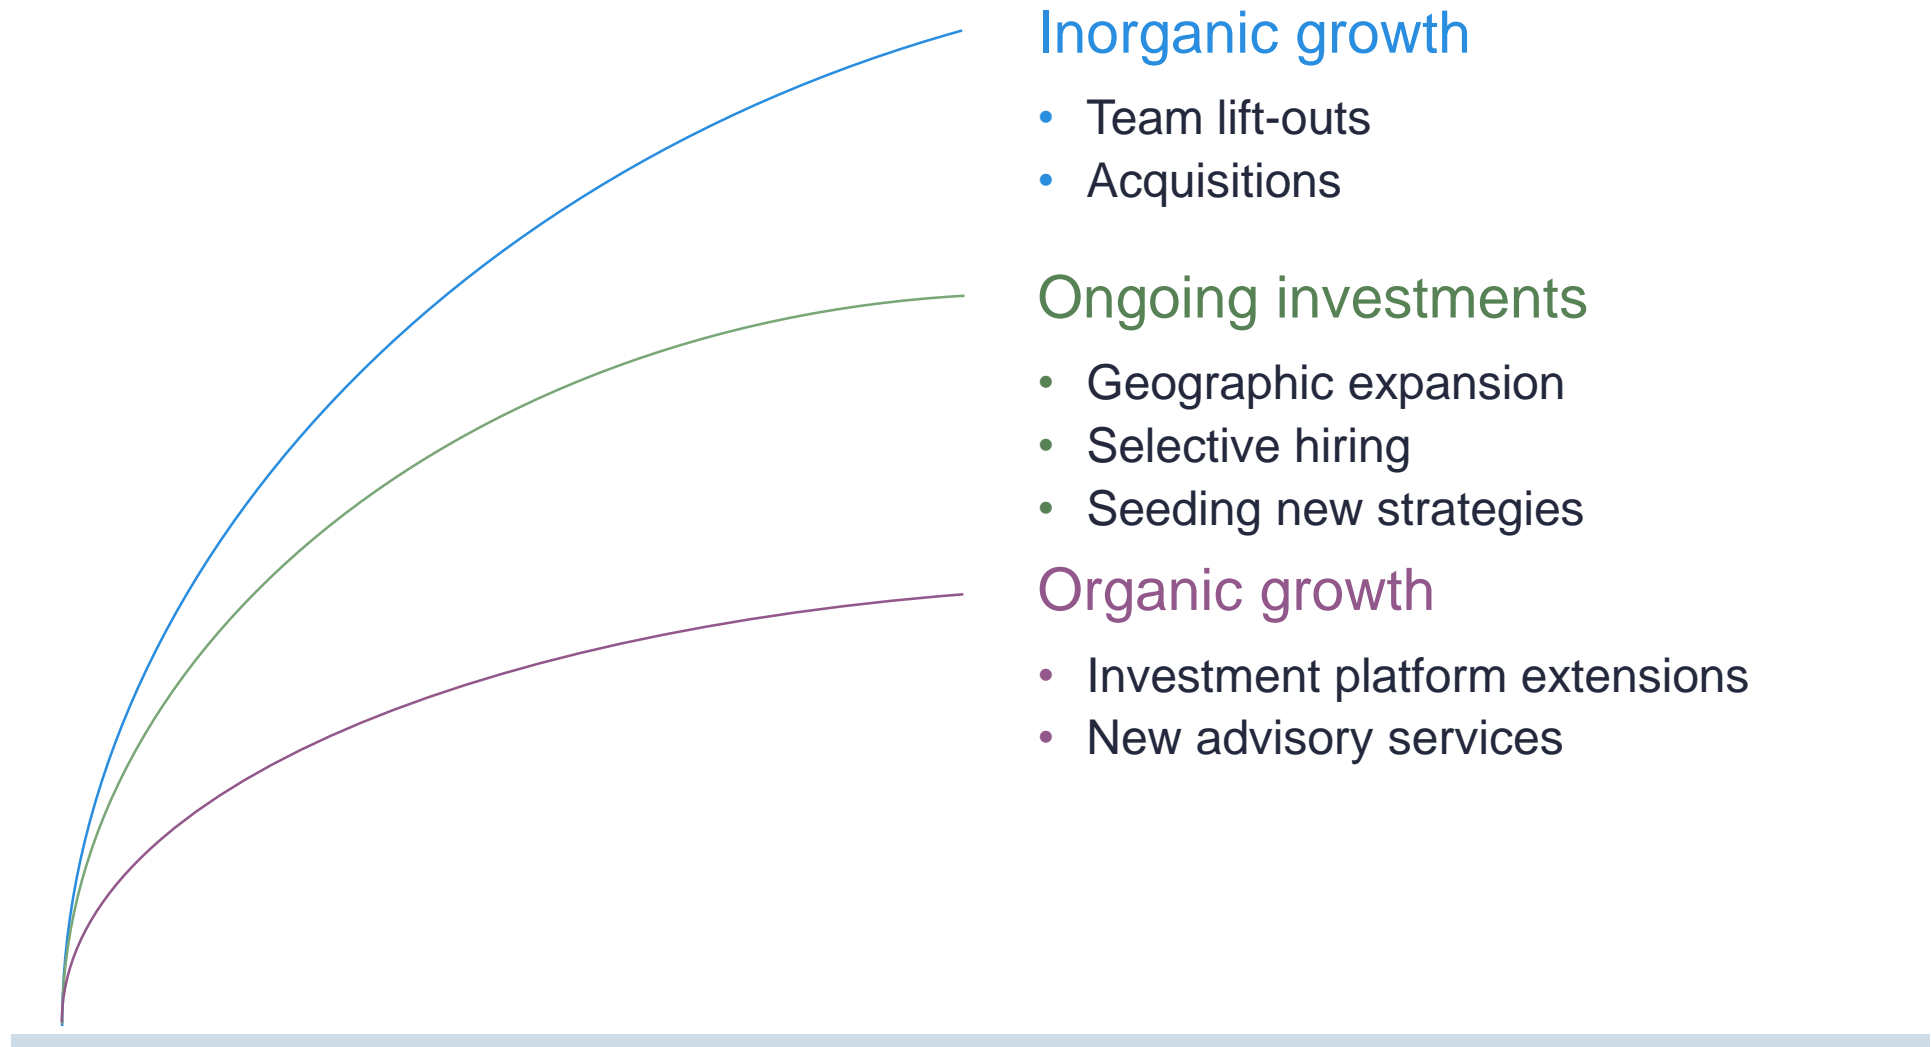 Inorganic growth
• Team lift-outs
• Acquisitions
Ongoing investments
• Geographic expansion
• Selective hiring
• Seeding new strategies
Organic growth
• Investment platform extensions
• New advisory services